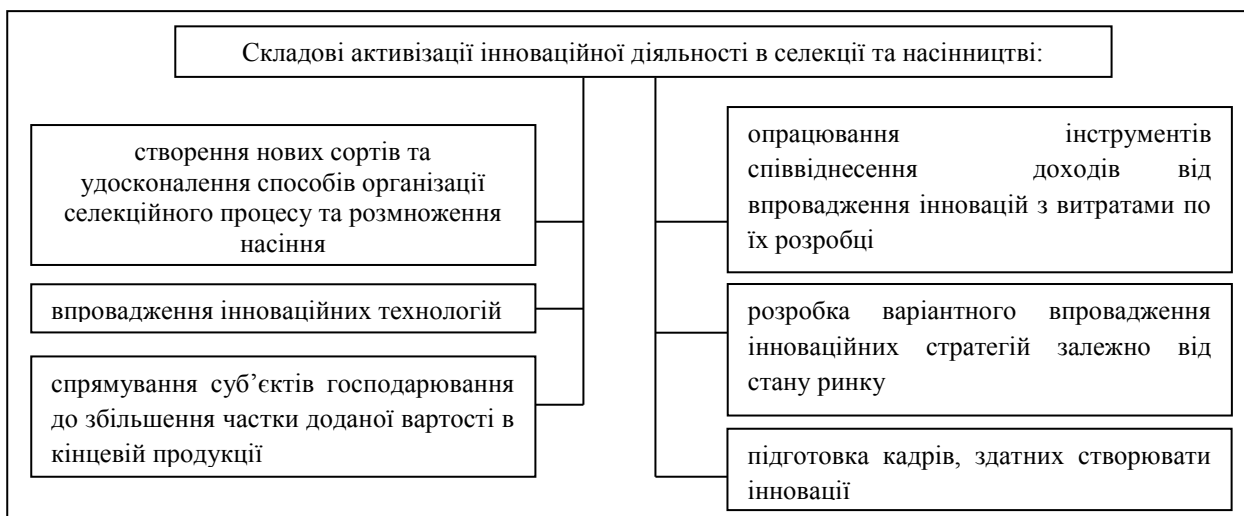 Складові активізації інноваційної діяльності в селекції та насінництві:
створення нових сортів та
удосконалення способів організації
селекційного процесу та розмноження
насіння
впровадження інноваційних технологій
спрямування суб’єктів господарювання
до збільшення частки доданої вартості в
кінцевій продукції
опрацювання інструментів
співвіднесення доходів від
впровадження інновацій з витратами по
їх розробці
розробка варіантного впровадження
інноваційних стратегій залежно від
стану ринку
підготовка кадрів, здатних створювати
інновації